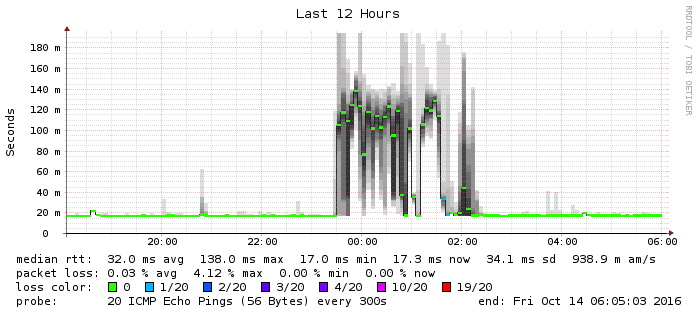 Last 12 Hours
RRDTOOL / TOBI OETIKER
Seconds
180 m
160 m
140 m
120 m
100 m
80 m
60 m
40 m
20 m
0
20:00 22:00 00:00 02:00 04:00 06:00
median rtt: 32.0 ms avg 138.0 ms max 17.0 ms min 17.3 ms now 34.1 ms sd 938.9 m am/s
packet loss: 0.03 % avg 4.12 % max 0.00 % min 0.00 % now
loss color: 0 1/20 2/20 3/20 4/20 10/20 19/20
probe: 20 ICMP Echo Pings (56 Bytes) every 300s end: Fri Oct 14 06:05:03 2016